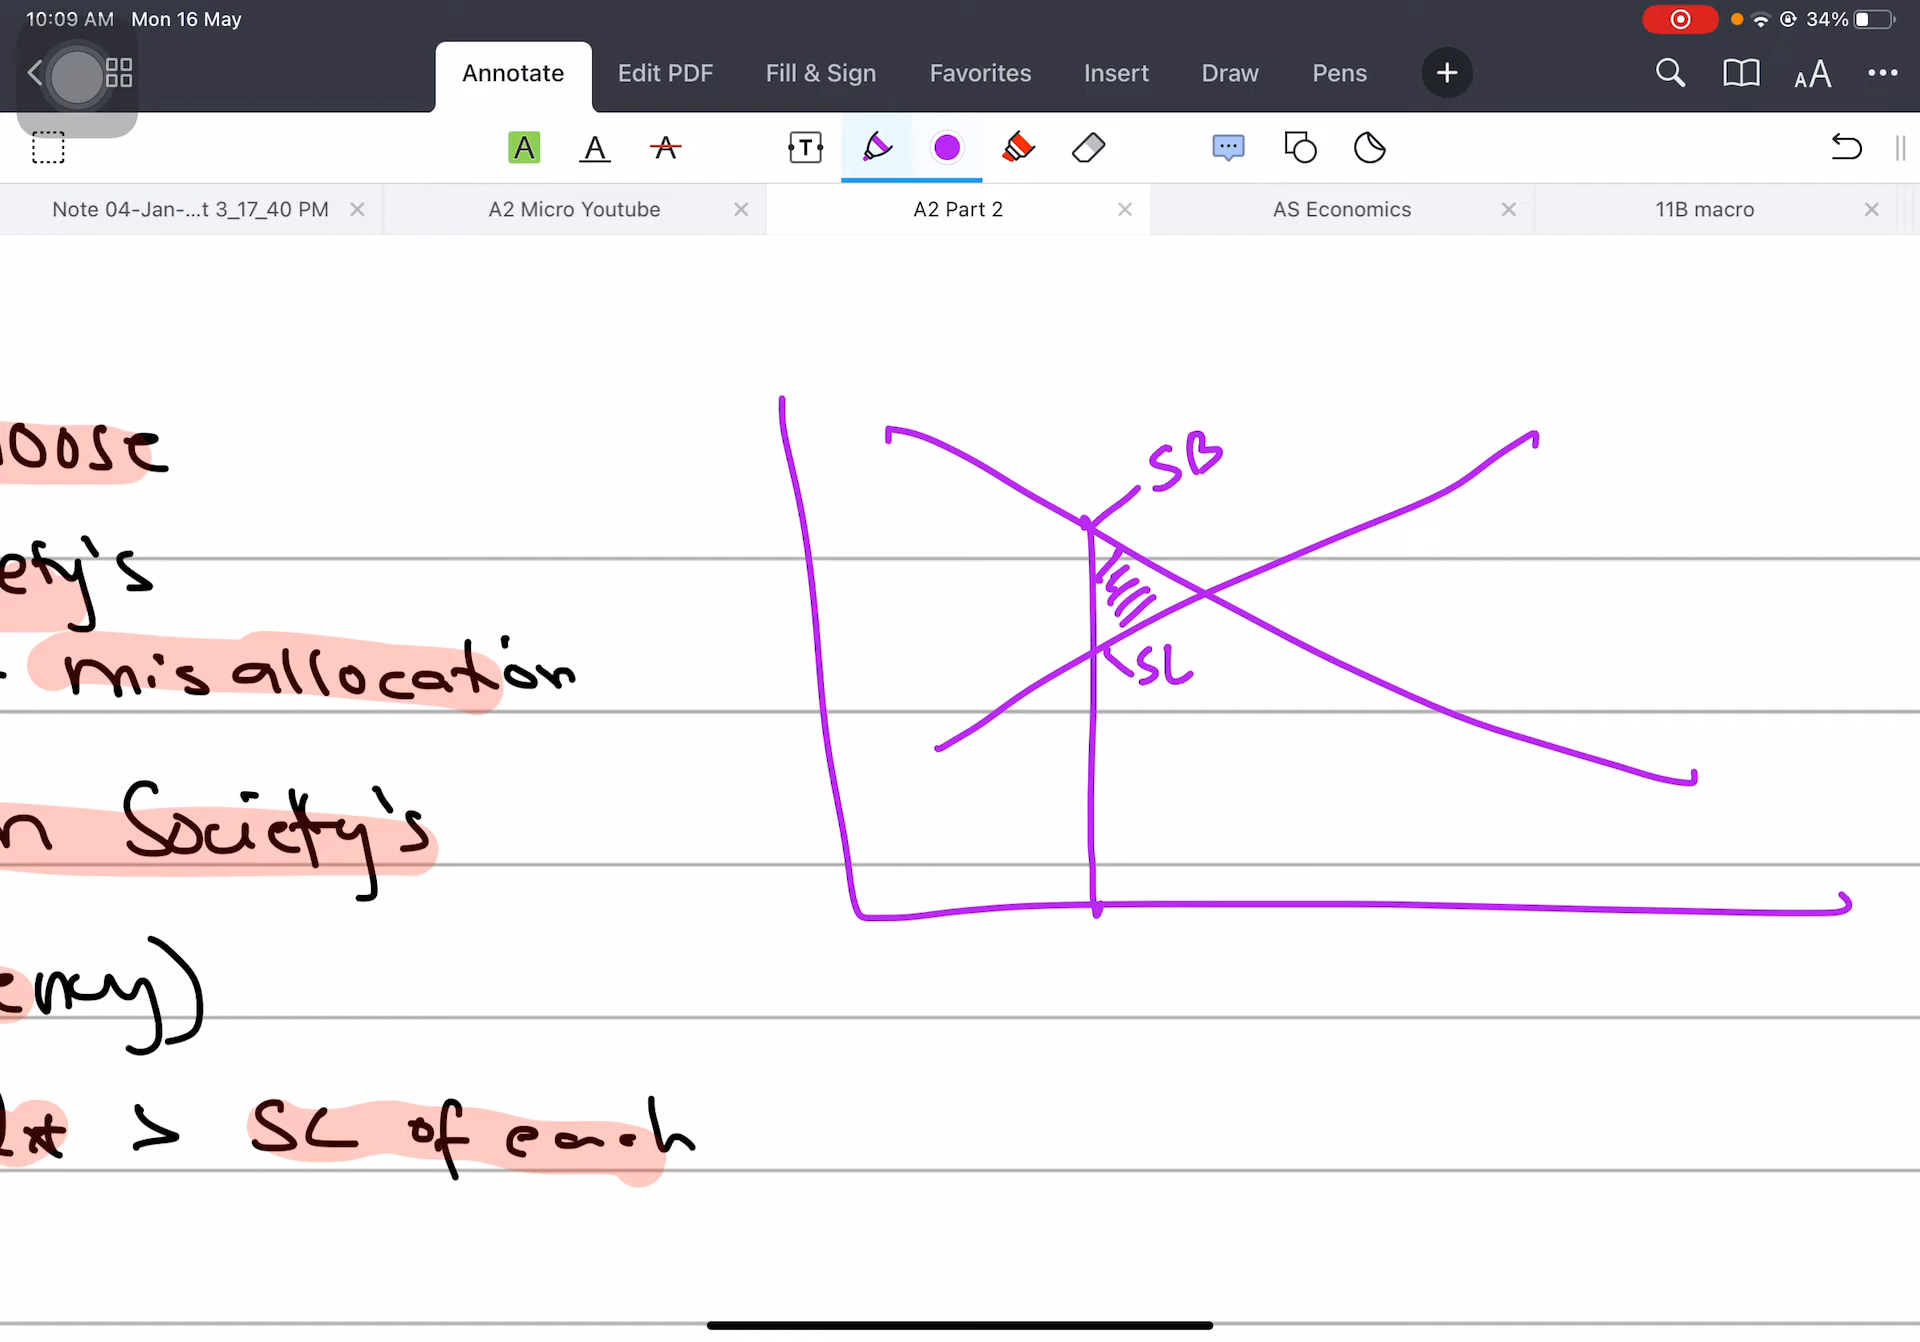 10:09 AM Mon 16 May 34%
Annotate Edit PDF Fill & Sign Favorites Insert Draw Pens
Note 04-Jan-...t 3_17_40 PM A2 Micro Youtube A2 Part 2 AS Economics 11B macro
oose
ety's
misallocation
n Society's
ency)
> SC of each
SB
SC